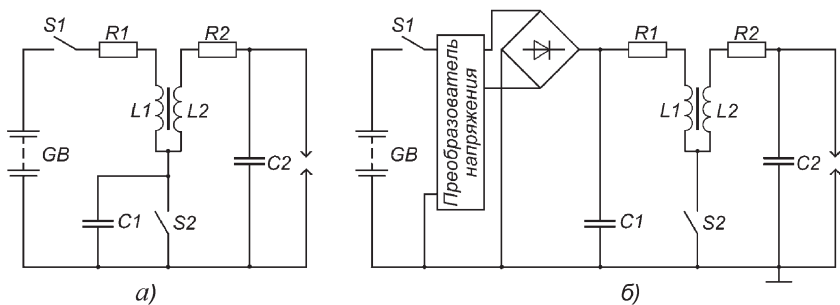 S1
R1
R2
L1
L2
GB
C2
C1
S2
а)
S1
Преобразователь
напряжения
R1
R2
L1
L2
GB
C2
C1
S2
б)